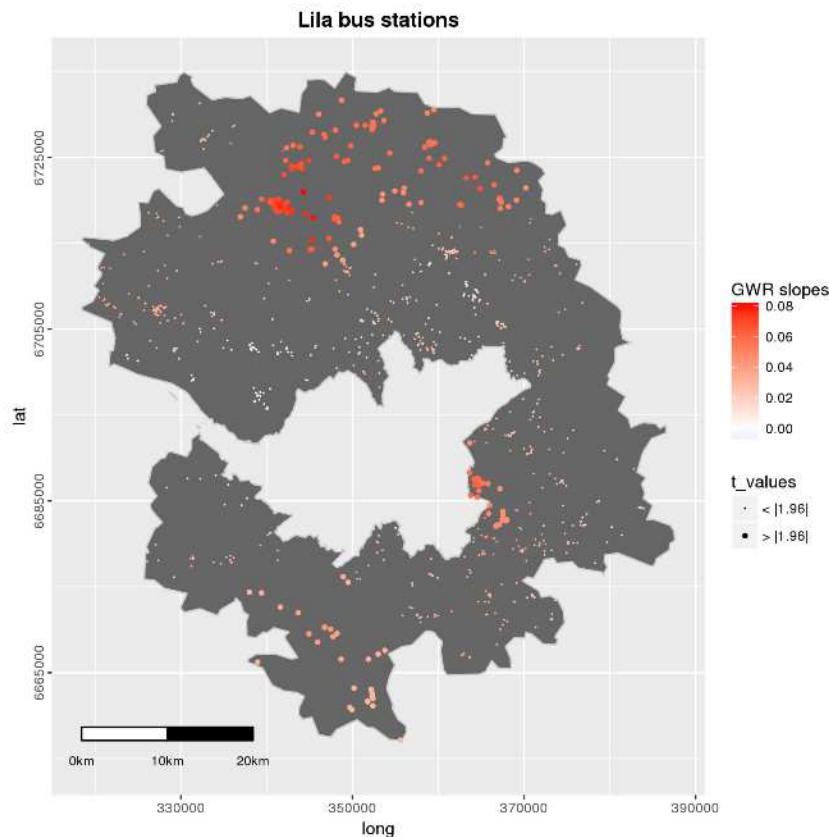 Lila bus stations
6725000
6705000
6685000
6665000
lat
0km
10km
20km
330000
350000
370000
390000
long
GWR slopes
0.08
0.06
0.04
0.02
0.00
t_values
< |1.96|
> |1.96|